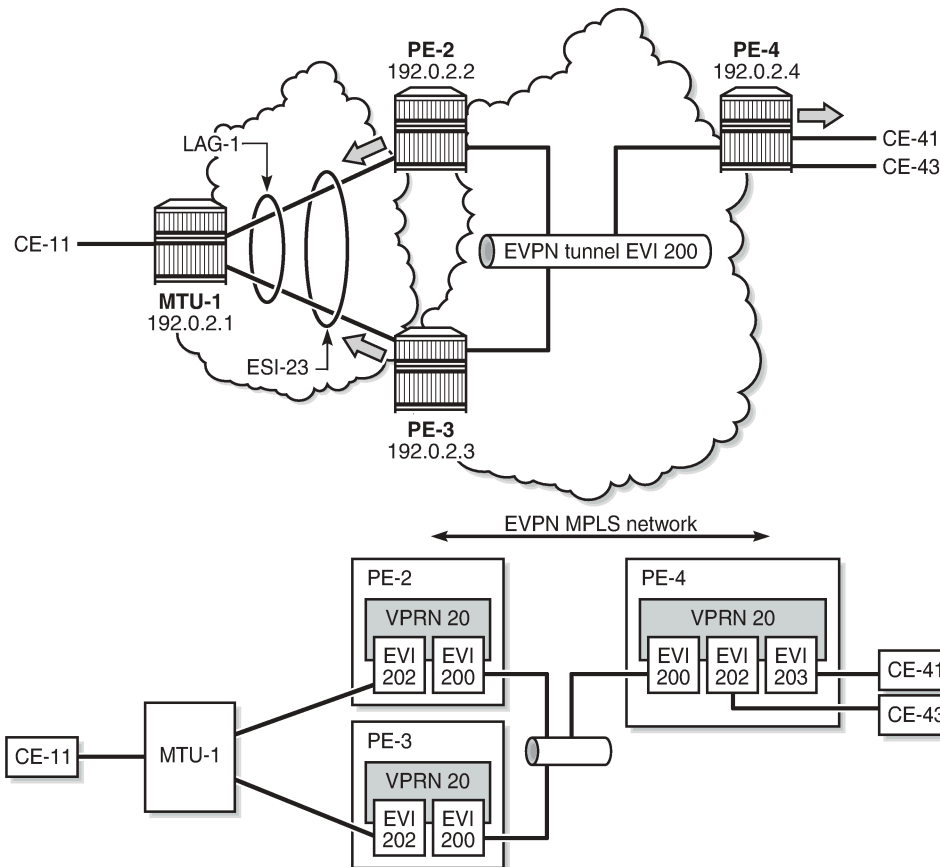 PE-2
192.0.2.2
PE-4
192.0.2.4
LAG-1
CE-41
CE-43
CE-11
EVPN tunnel EVI 200
MTU-1
192.0.2.1
ESI-23
PE-3
192.0.2.3
EVPN MPLS network
PE-2
VPRN 20
EVI
202
EVI
200
PE-4
VPRN 20
EVI
200
EVI
202
EVI
203
CE-41
CE-43
CE-11
MTU-1
PE-3
VPRN 20
EVI
202
EVI
200